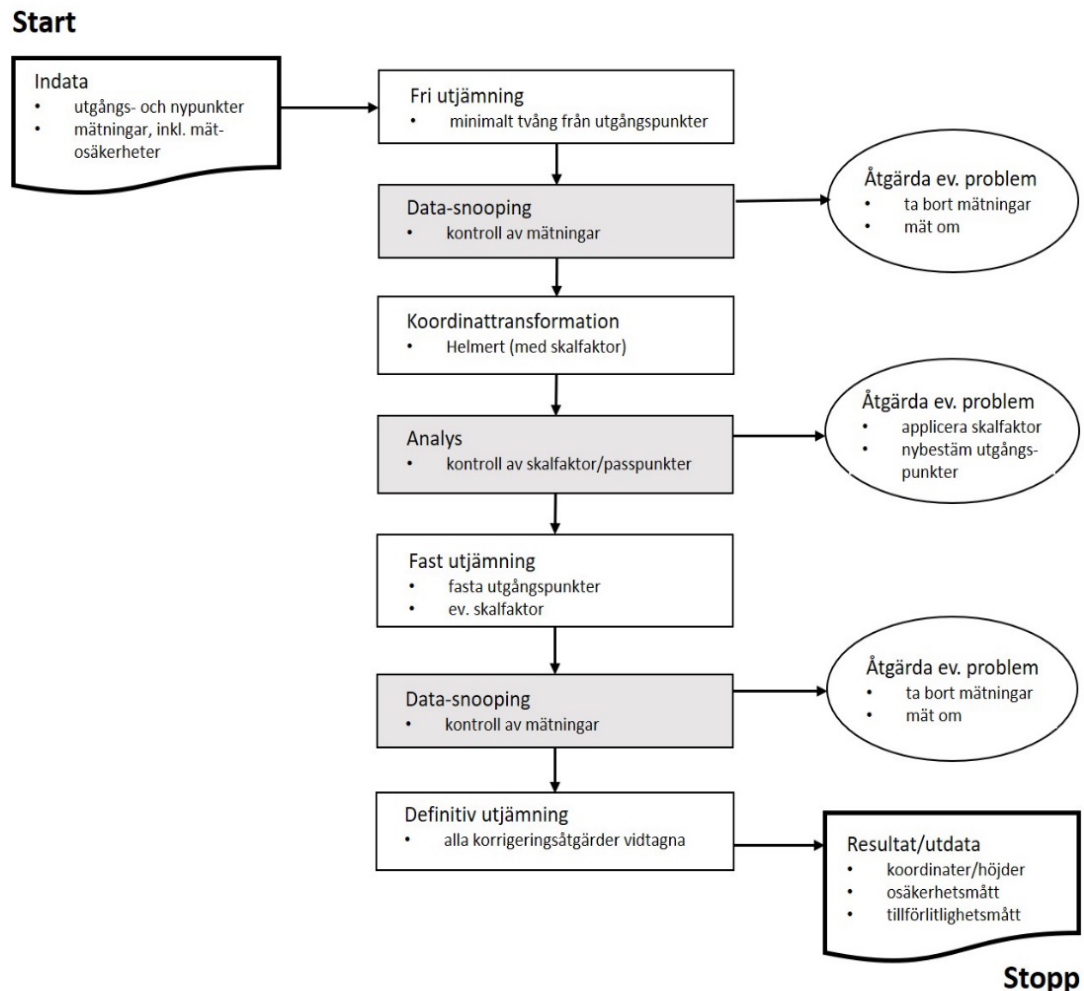 Start
Indata
• utgångs- och nypunkter
• mätningar, inkl. mät-
osäkerheter
Fri utjämning
• minimalt tvång från utgångspunkter
Data-snooping
• kontroll av mätningar
Åtgärda ev. problem
• ta bort mätningar
• mät om
Koordinattransformation
• Helmert (med skalfaktor)
Analys
• kontroll av skalfaktor/passpunkter
Åtgärda ev. problem
• applicera skalfaktor
• nybestäm utgångs-
punkter
Fast utjämning
• fasta utgångspunkter
• ev. skalfaktor
Data-snooping
• kontroll av mätningar
Åtgärda ev. problem
• ta bort mätningar
• mät om
Definitiv utjämning
• alla korrigeringsåtgärder vidtagna
Resultat/utdata
• koordinater/höjder
• osäkerhetsmått
• tillförlitlighetsmått
Stopp